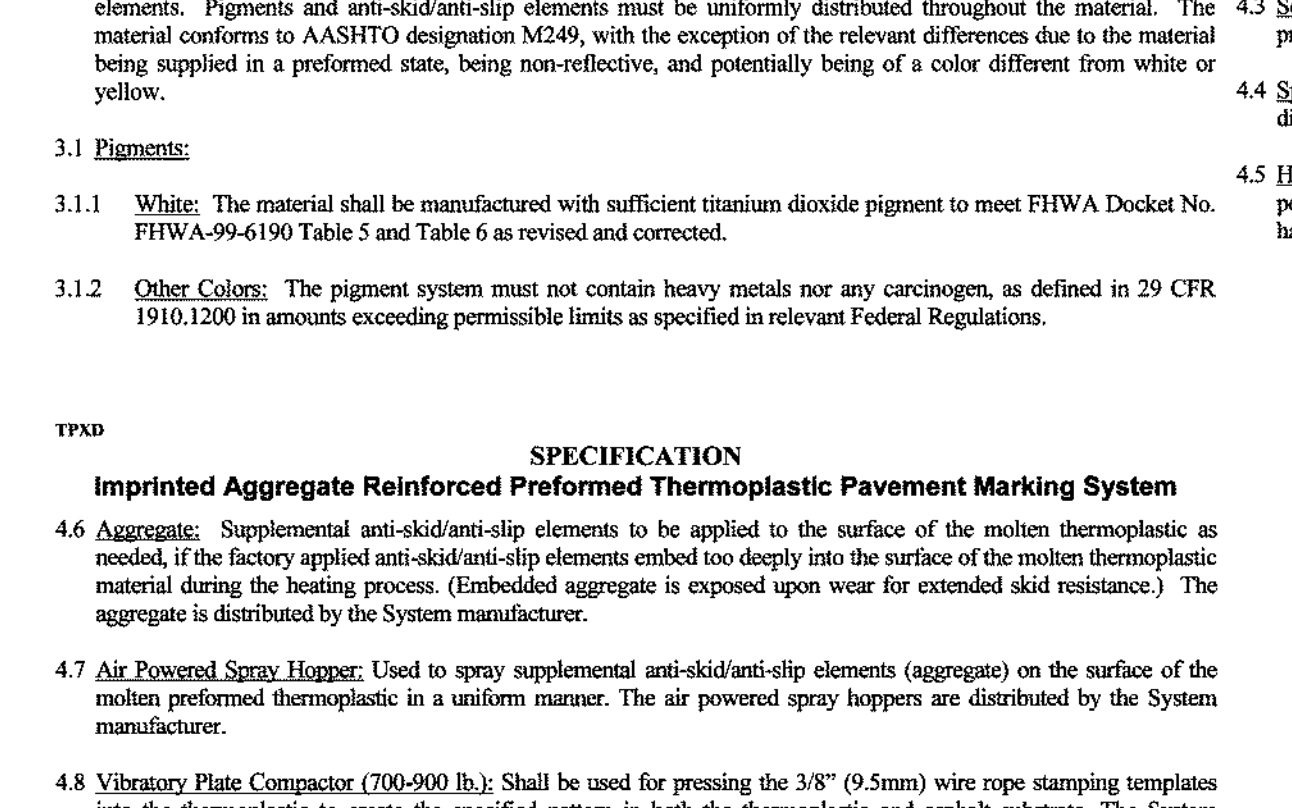 elements. Pigments and anti-skid/anti-slip elements must be uniformly distributed throughout the material. The
material conforms to AASHTO designation M249, with the exception of the relevant differences due to the material
being supplied in a preformed state, being non-reflective, and potentially being of a color different from white or
yellow.
3.1 Pigments:
3.1.1 White: The material shall be manufactured with sufficient titanium dioxide pigment to meet FHWA Docket No.
FHWA-99-6190 Table 5 and Table 6 as revised and corrected.
3.1.2 Other Colors: The pigment system must not contain heavy metals nor any carcinogen, as defined in 29 CFR
1910.1200 in amounts exceeding permissible limits as specified in relevant Federal Regulations.
TPXD
SPECIFICATION
Imprinted Aggregate Reinforced Preformed Thermoplastic Pavement Marking System
4.6 Aggregate: Supplemental anti-skid/anti-slip elements to be applied to the surface of the molten thermoplastic as
needed, if the factory applied anti-skid/anti-slip elements embed too deeply into the surface of the molten thermoplastic
material during the heating process. (Embedded aggregate is exposed upon wear for extended skid resistance.) The
aggregate is distributed by the System manufacturer.
4.7 Air Powered Spray Hopper: Used to spray supplemental anti-skid/anti-slip elements (aggregate) on the surface of the
molten preformed thermoplastic in a uniform manner. The air powered spray hoppers are distributed by the System
manufacturer.
4.8 Vibratory Plate Compactor (700-900 lb.): Shall be used for pressing the 3/8” (9.5mm) wire rope stamping templates
4.3
4.4
4.5